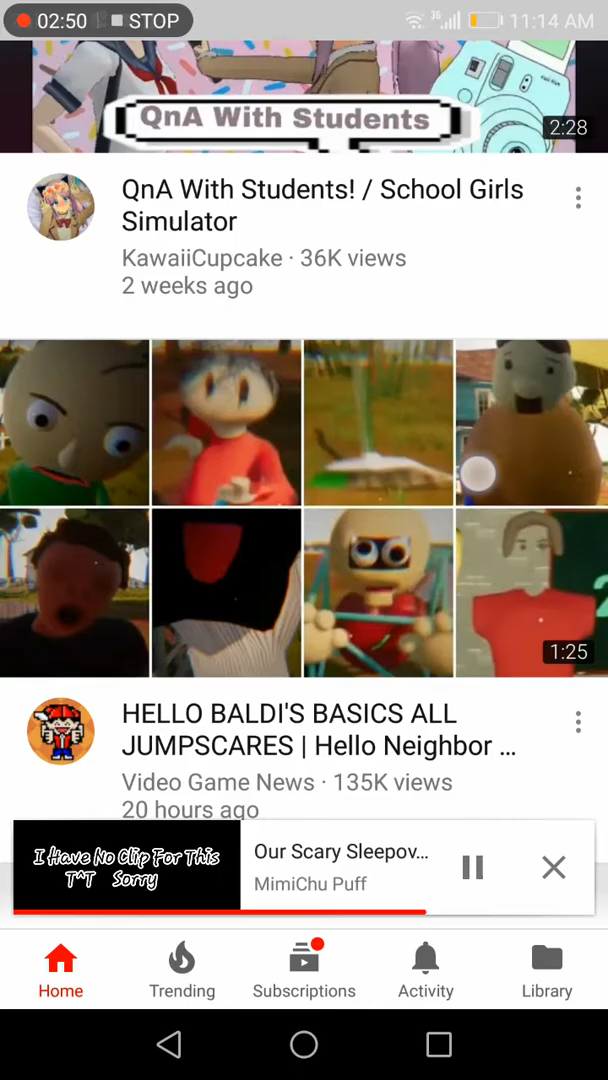 02:50 STOP
3G 11:14 AM
QnA With Students
2:28
QnA With Students! / School Girls
Simulator
KawaiiCupcake · 36K views
2 weeks ago
1:25
HELLO BALDI'S BASICS ALL
JUMPSCARES | Hello Neighbor ...
Video Game News · 135K views
20 hours ago
I Have No Clip For This
T^T Sorry
Our Scary Sleepov...
MimiChu Puff
Home
Trending
Subscriptions
Activity
Library